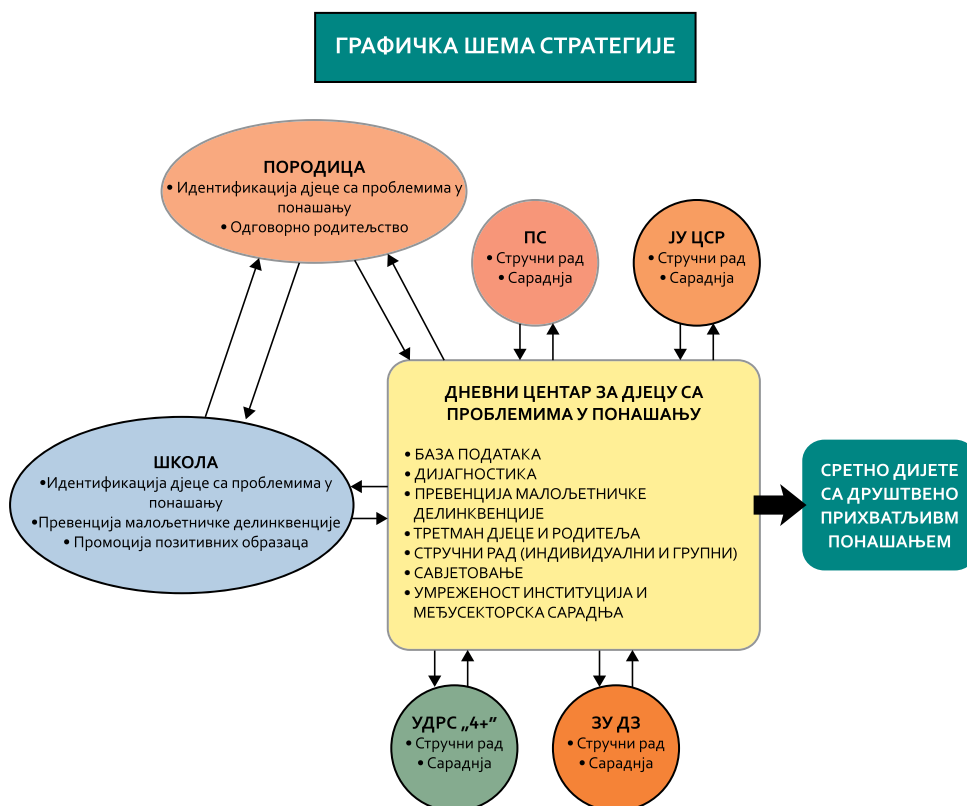 ГРАФИЧКА ШЕМА СТРАТЕГИЈЕ
ПОРОДИЦА
• Идентификација дјеце са проблемима у
понашању
• Одговорно родитељство
ПС
• Стручни рад
• Сарадња
ЈУ ЦСР
• Стручни рад
• Сарадња
ШКОЛА
•Идентификација дјеце са проблемима у
понашању
•Превенција малољетничке делинквенције
• Промоција позитивних образаца
ДНЕВНИ ЦЕНТАР ЗА ДЈЕЦУ СА
ПРОБЛЕМИМА У ПОНАШАЊУ
• БАЗА ПОДАТАКА
• ДИЈАГНОСТИКА
• ПРЕВЕНЦИЈА МАЛОЉЕТНИЧКЕ
ДЕЛИНКВЕНЦИЈЕ
• ТРЕТМАН ДЈЕЦЕ И РОДИТЕЉА
• СТРУЧНИ РАД (ИНДИВИДУАЛНИ И ГРУПНИ)
• САВЈЕТОВАЊЕ
• УМРЕЖЕНОСТ ИНСТИТУЦИЈА И
МЕЂУСЕКТОРСКА САРАДЊА
СРЕТНО ДИЈЕТЕ
СА ДРУШТВЕНО
ПРИХВАТЉИВМ
ПОНАШАЊЕМ
УДРС „4+”
• Стручни рад
• Сарадња
ЗУ ДЗ
• Стручни рад
• Сарадња